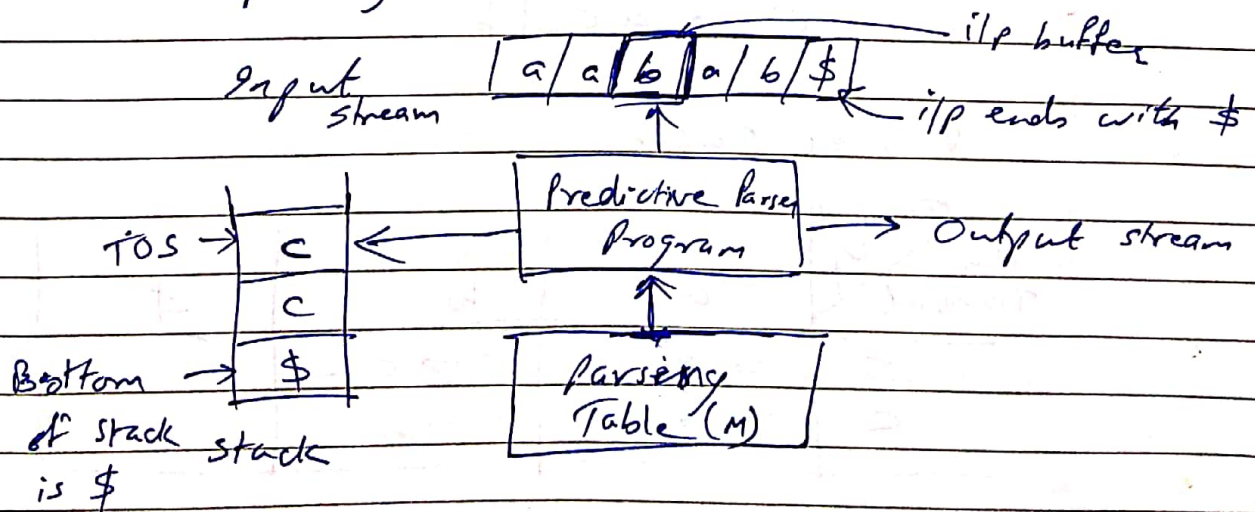 i/p buffer
Input
stream
a/a b a/b/$
i/p ends with $
Predictive Parser
Program
Output stream
TOS
C
C
$
Bottom
of stack
is $
stack
Parsing
Table (M)